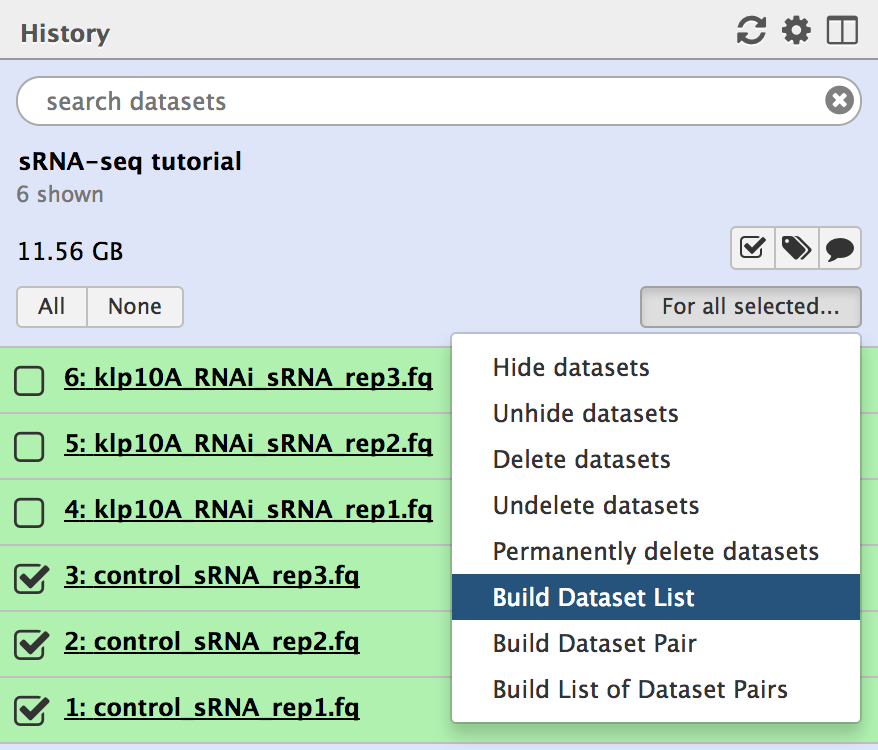 History
search datasets
sRNA-seq tutorial
6 shown
11.56 GB
All None For all selected...
Hide datasets
Unhide datasets
Delete datasets
Undelete datasets
Permanently delete datasets
Build Dataset List
Build Dataset Pair
Build List of Dataset Pairs
6: klp10A_RNAi_sRNA_rep3.fq
5: klp10A_RNAi_sRNA_rep2.fq
4: klp10A_RNAi_sRNA_rep1.fq
3: control_sRNA_rep3.fq
2: control_sRNA_rep2.fq
1: control_sRNA_rep1.fq